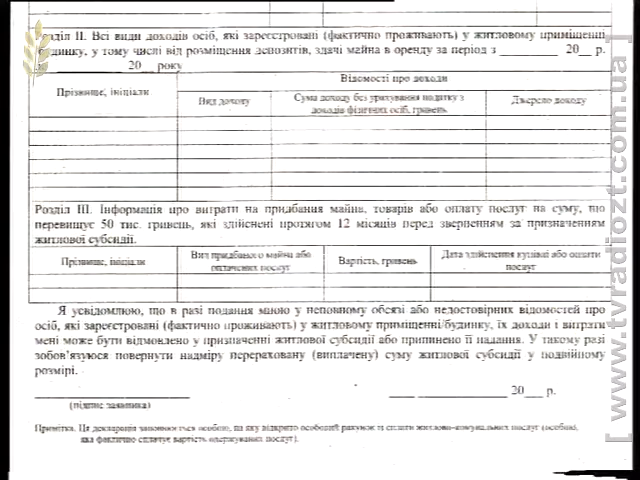 Розділ II. Всі види доходів осіб, які зареєстровані (фактично проживають) у житловому приміщенні/
будинку, у тому числі від розміщення депозитів, здачі майна в оренду за період з __________ 20__ р.
__________ 20__ року
Прізвище, ініціали
Відомості про доходи
Вид доходу
Сума доходу без урахування податку з
доходів фізичних осіб, гривень
Джерело доходу
Розділ III. Інформація про витрати на придбання майна, товарів або оплату послуг на суму, що
перевищує 50 тис. гривень, які здійснені протягом 12 місяців перед зверненням за призначенням
житлової субсидії.
Прізвище, ініціали
Вид придбаного майна або
оплачених послуг
Вартість, гривень
Дата здійснення купівлі або оплати
послуг
Я усвідомлюю, що в разі подання мною у неповному обсязі або недостовірних відомостей про
осіб, які зареєстровані (фактично проживають) у житловому приміщенні/будинку, їх доходи і витрати
мені може бути відмовлено у призначенні житлової субсидії або припинено її надання. У такому разі
зобов’язуюся повернути надміру перераховану (виплачену) суму житлової субсидії у подвійному
розмірі.
____ ______________ 20___ р.
(підпис заявника)
Примітка. Ця декларація заповнюється особою, на яку відкрито особовий рахунок із сплати житлово-комунальних послуг (особою,
яка фактично сплачує вартість одержуваних послуг).
[ www.tvradiozt.com.ua ]